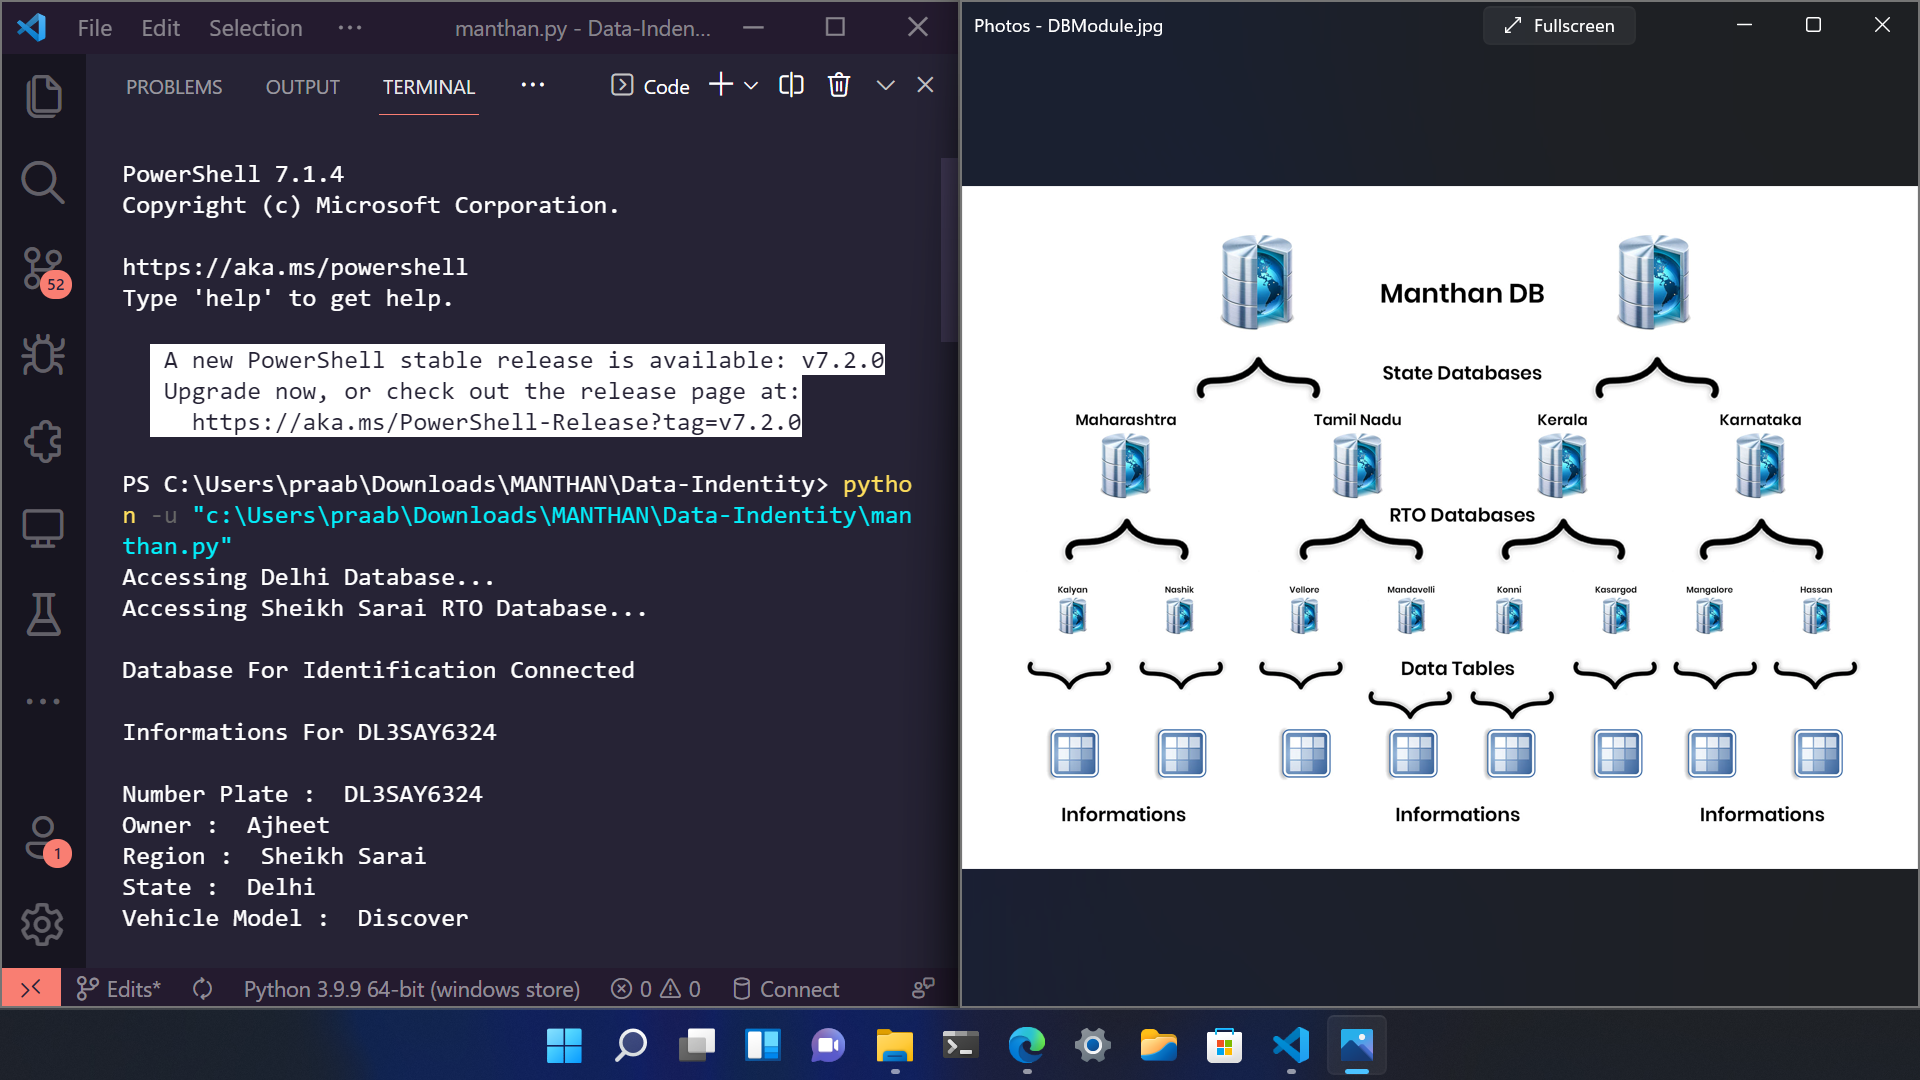 File Edit Selection ··· manthan.py - Data-Inden...
PROBLEMS OUTPUT TERMINAL ··· Code
PowerShell 7.1.4
Copyright (c) Microsoft Corporation.
https://aka.ms/powershell
Type 'help' to get help.
A new PowerShell stable release is available: v7.2.0
Upgrade now, or check out the release page at:
https://aka.ms/PowerShell-Release?tag=v7.2.0
PS C:\Users\praab\Downloads\MANTHAN\Data-Indentity> pytho
n -u "c:\Users\praab\Downloads\MANTHAN\Data-Indentity\man
than.py"
Accessing Delhi Database...
Accessing Sheikh Sarai RTO Database...
Database For Identification Connected
Informations For DL3SAY6324
Number Plate :  DL3SAY6324
Owner :  Ajheet
Region :  Sheikh Sarai
State :  Delhi
Vehicle Model :  Discover
52
1
Edits* Python 3.9.9 64-bit (windows store) 0 0 Connect
Photos - DBModule.jpg Fullscreen
Manthan DB
State Databases
Maharashtra Tamil Nadu Kerala Karnataka
RTO Databases
Kalyan Nashik Vellore Mandavelli Konni Kasargod Mangalore Hassan
Data Tables
Informations Informations Informations